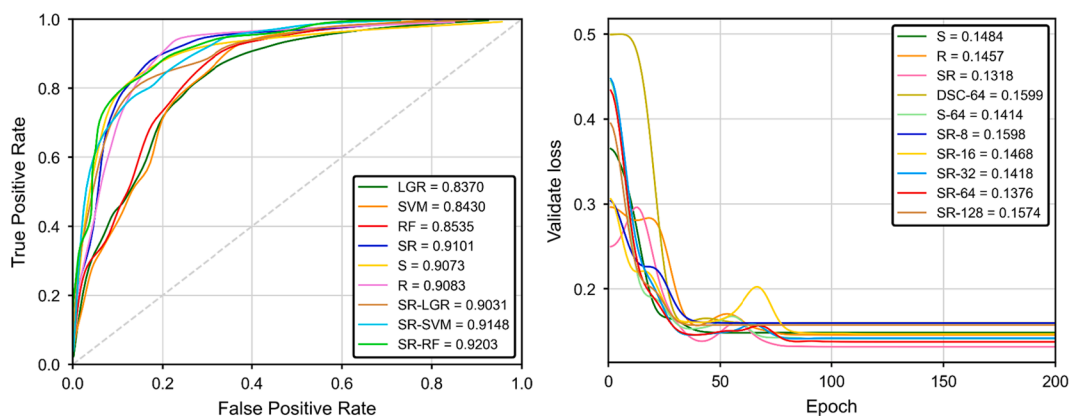 True Positive Rate
1.0
0.8
0.6
0.4
0.2
0.0
LGR = 0.8370
SVM = 0.8430
RF = 0.8535
SR = 0.9101
S = 0.9073
R = 0.9083
SR-LGR = 0.9031
SR-SVM = 0.9148
SR-RF = 0.9203
0.0 0.2 0.4 0.6 0.8 1.0
False Positive Rate
Validate loss
0.5
0.4
0.3
0.2
S = 0.1484
R = 0.1457
SR = 0.1318
DSC-64 = 0.1599
S-64 = 0.1414
SR-8 = 0.1598
SR-16 = 0.1468
SR-32 = 0.1418
SR-64 = 0.1376
SR-128 = 0.1574
0 50 100 150 200
Epoch